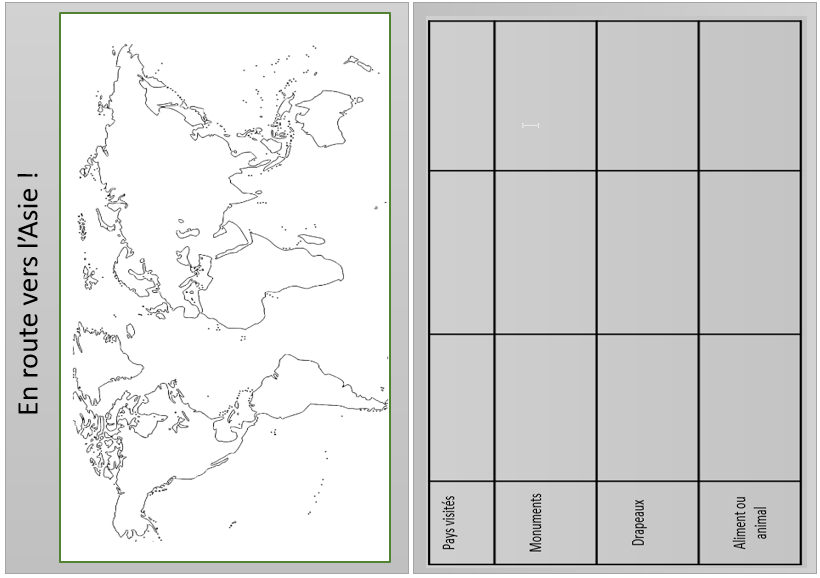 En route vers l'Asie !
Pays visités
Monuments
Drapeaux
Aliment ou
animal